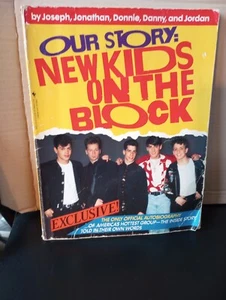 by Joseph, Jonathan, Donnie, Danny, and Jordan
OUR STORY:
NEW KIDS
ON THE
BLOCK
EXCLUSIVE!
THE ONLY OFFICIAL AUTOBIOGRAPHY
OF AMERICA'S HOTTEST GROUP—THE INSIDE STORY
TOLD IN THEIR OWN WORDS